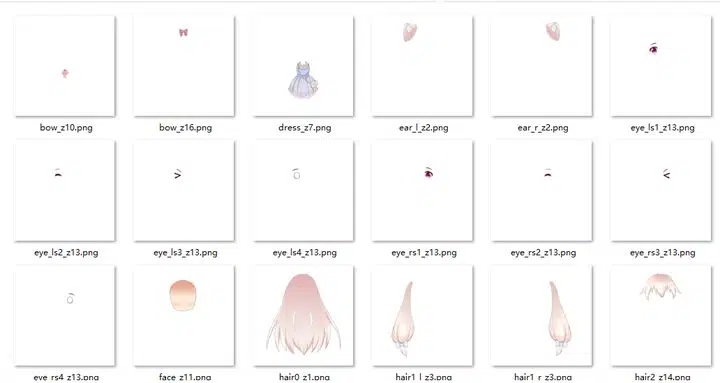 bow_z10.png
bow_z16.png
dress_z7.png
ear_l_z2.png
ear_r_z2.png
eye_ls1_z13.png
eye_ls2_z13.png
eye_ls3_z13.png
eye_ls4_z13.png
eye_rs1_z13.png
eye_rs2_z13.png
eye_rs3_z13.png
eye_rs4_z13.png
face_z11.png
hair0_z1.png
hair1_l_z3.png
hair1_r_z3.png
hair2_z14.png